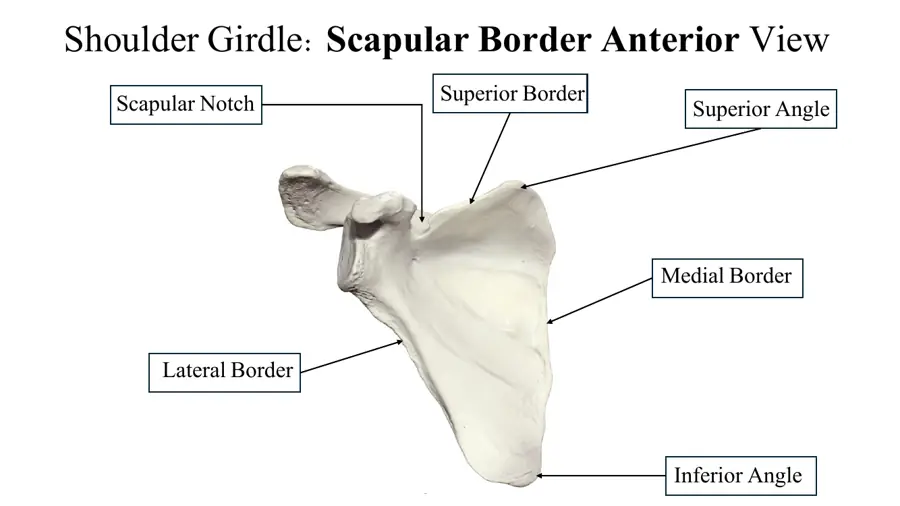 Shoulder Girdle: Scapular Border Anterior View
Scapular Notch
Superior Border
Superior Angle
Medial Border
Lateral Border
Inferior Angle